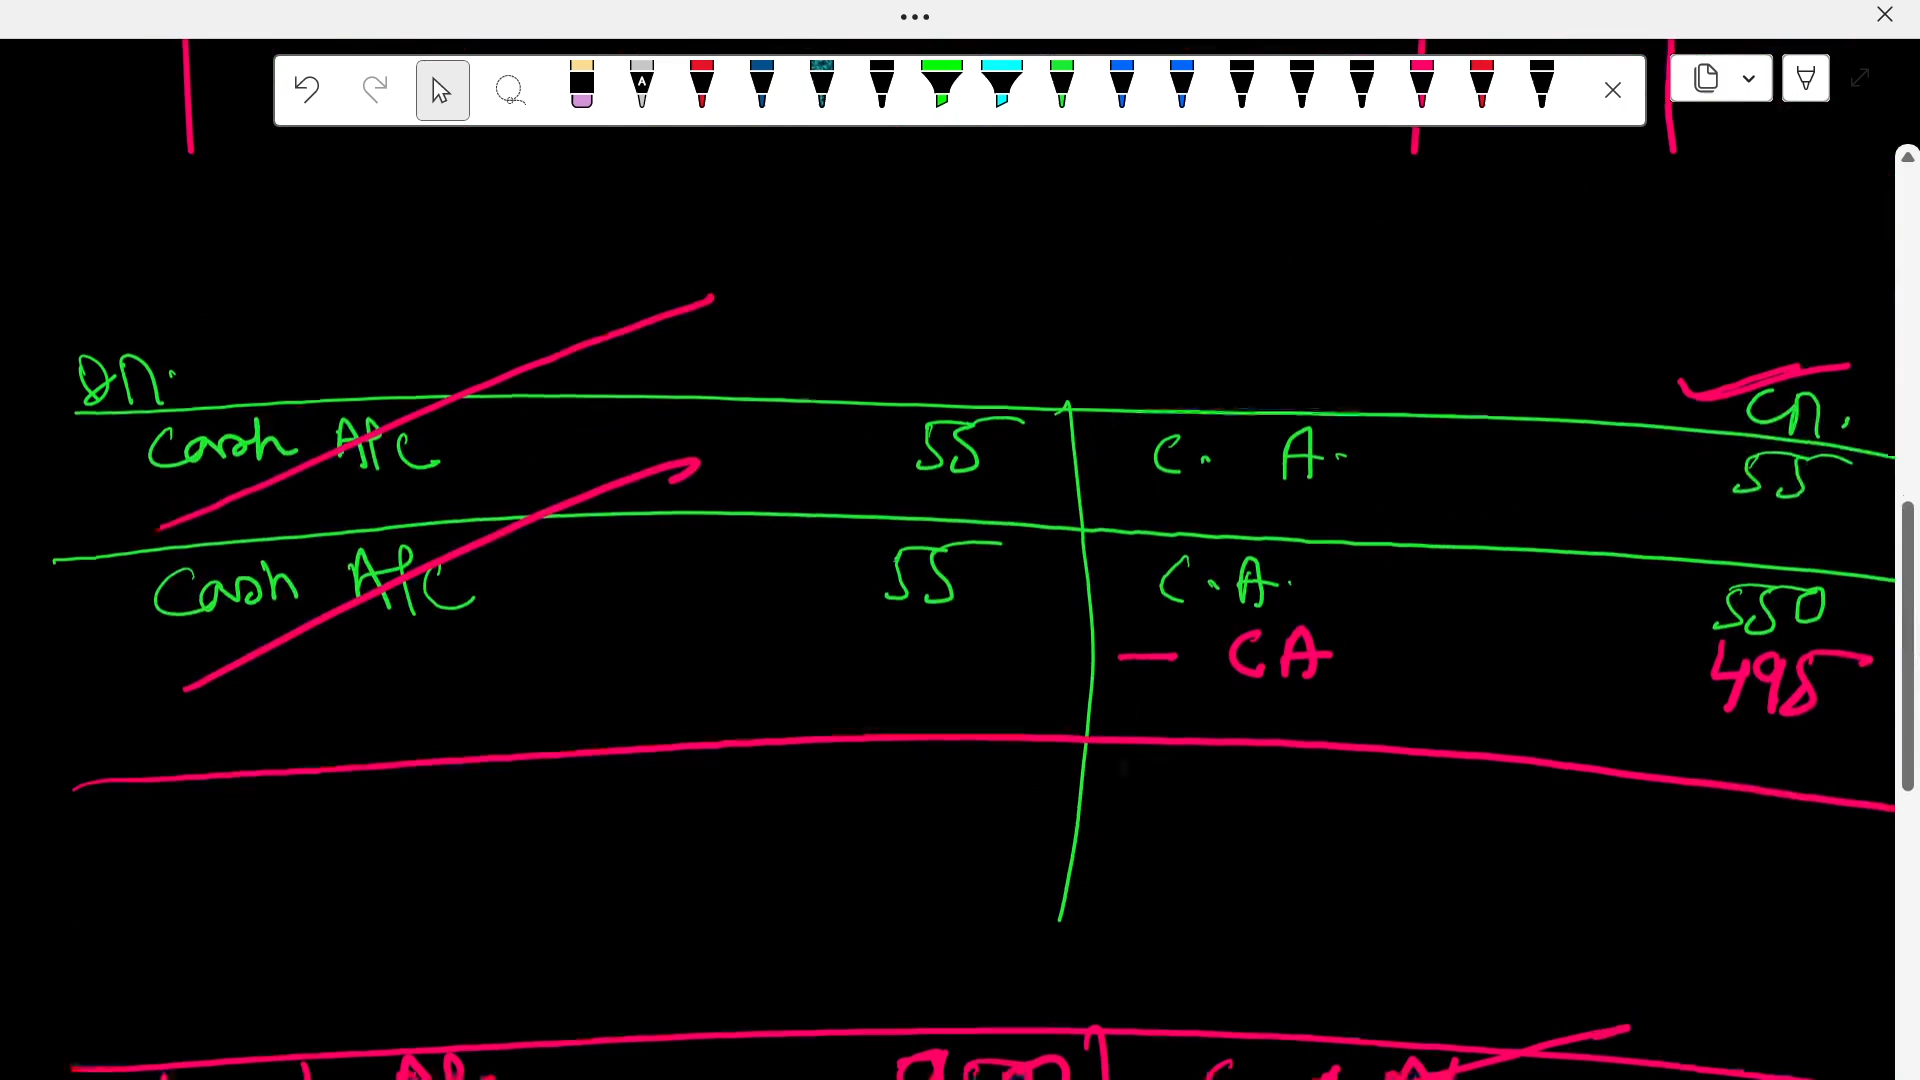 Dr.
Cr.
Cash A/C 55 C. A. 55
Cash A/C 55 C.A. 550
— CA 495